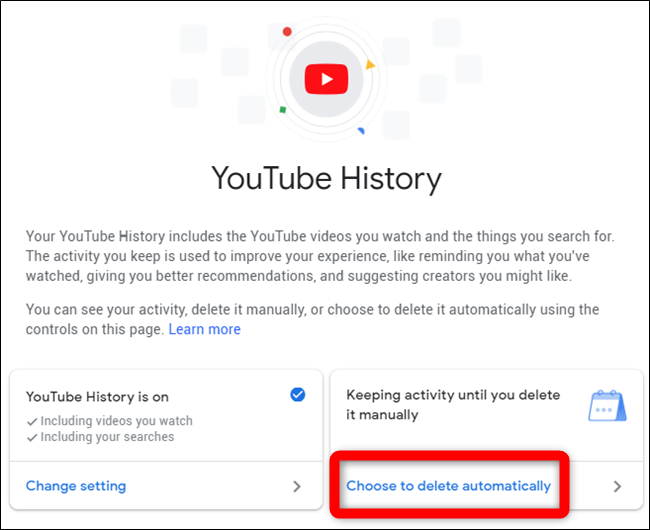 YouTube History
Your YouTube History includes the YouTube videos you watch and the things you search for.
The activity you keep is used to improve your experience, like reminding you what you've
watched, giving you better recommendations, and suggesting creators you might like.
You can see your activity, delete it manually, or choose to delete it automatically using the
controls on this page. Learn more
YouTube History is on
Including videos you watch
Including your searches
Change setting
Keeping activity until you delete
it manually
Choose to delete automatically